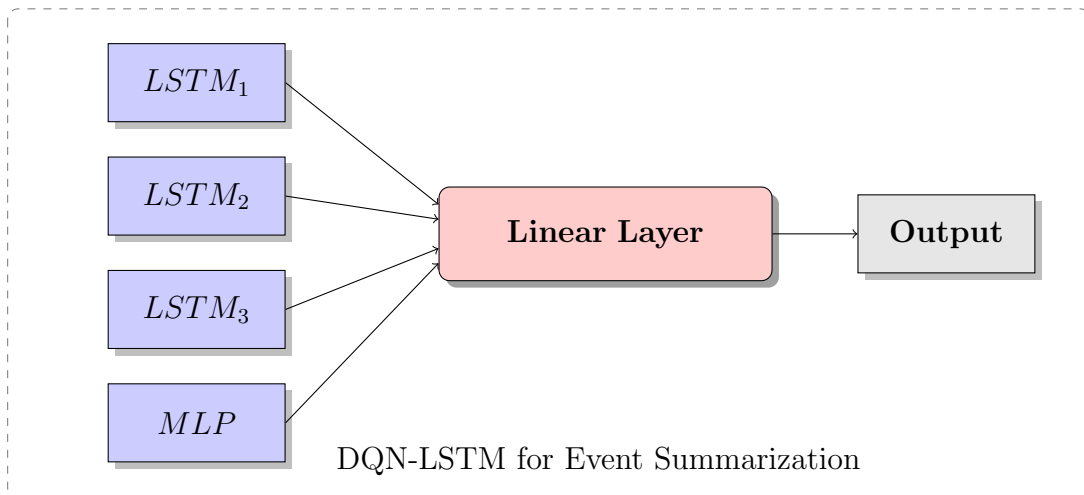 LSTM₁
LSTM₂
LSTM₃
MLP
Linear Layer
Output
DQN-LSTM for Event Summarization